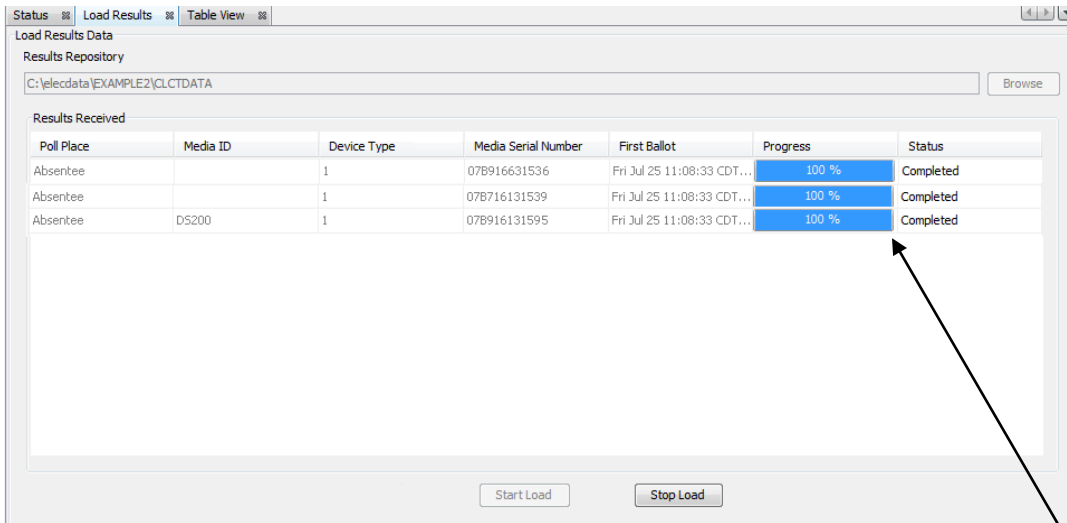 Status Load Results Table View
Load Results Data
Results Repository
C:\elecdata\EXAMPLE2\CLCTDATA Browse
Results Received
Poll Place Media ID Device Type Media Serial Number First Ballot Progress Status
Absentee 1 07B916631536 Fri Jul 25 11:08:33 CDT... 100 % Completed
Absentee 1 07B716131539 Fri Jul 25 11:08:33 CDT... 100 % Completed
Absentee DS200 1 07B916131595 Fri Jul 25 11:08:33 CDT... 100 % Completed
Start Load Stop Load